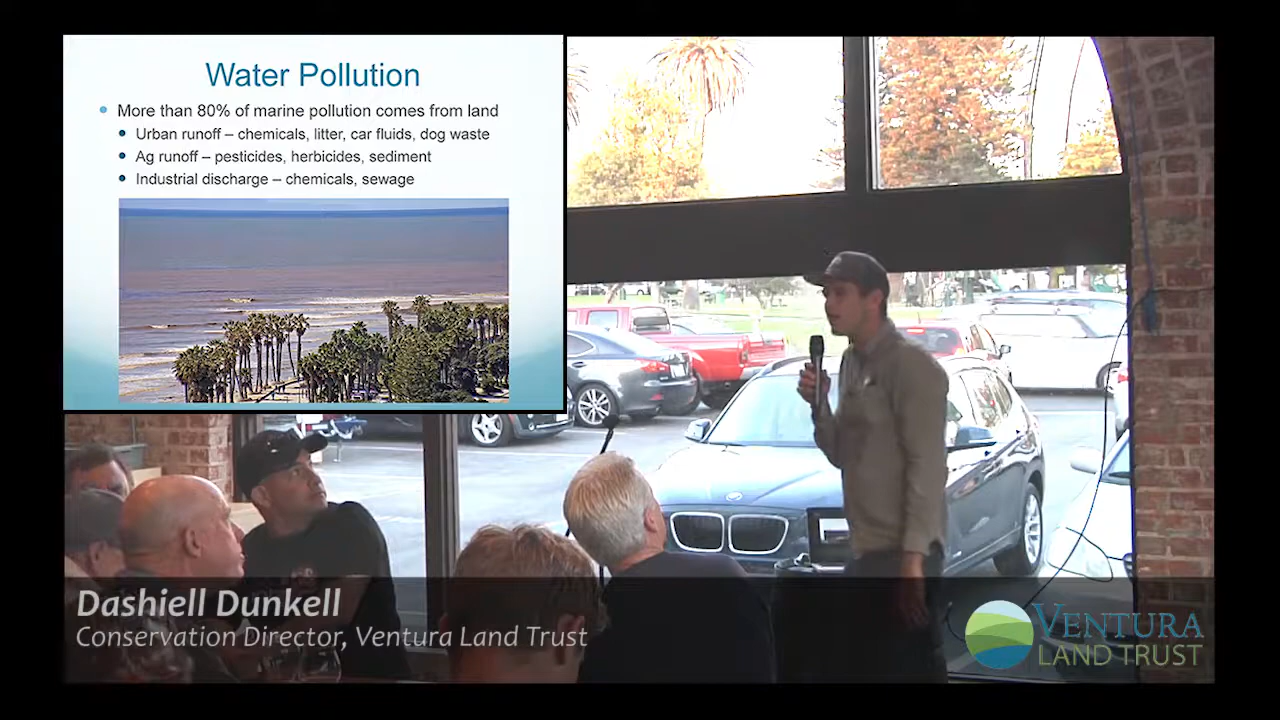 Water Pollution
More than 80% of marine pollution comes from land
Urban runoff – chemicals, litter, car fluids, dog waste
Ag runoff – pesticides, herbicides, sediment
Industrial discharge – chemicals, sewage
Dashiell Dunkell
Conservation Director, Ventura Land Trust
VENTURA
LAND TRUST